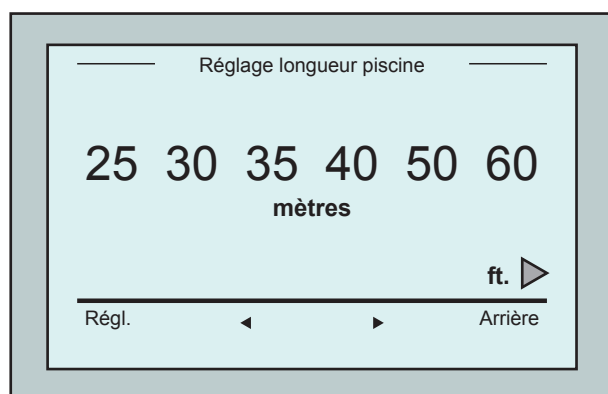 Réglage longueur piscine
25 30 35 40 50 60
mètres
ft.
Régl. Arrière